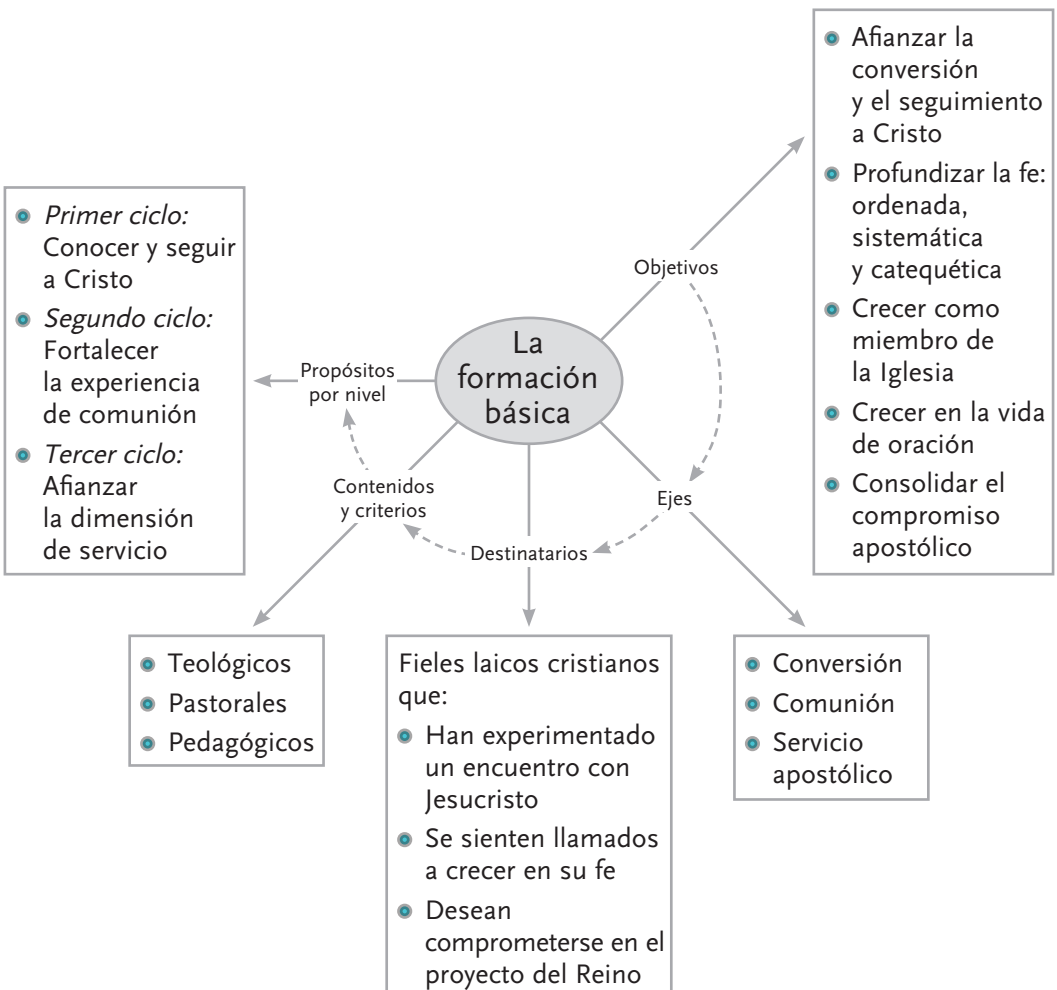 Afianzar la
conversión
y el seguimiento
a Cristo
Profundizar la fe:
ordenada,
sistemática
y catequética
Crecer como
miembro de
la Iglesia
Crecer en la vida
de oración
Consolidar el
compromiso
apostólico
Primer ciclo:
Conocer y seguir
a Cristo
Segundo ciclo:
Fortalecer
la experiencia
de comunión
Tercer ciclo:
Afianzar
la dimensión
de servicio
Objetivos
La
formación
básica
Propósitos
por nivel
Contenidos
y criterios
Ejes
Destinatarios
Teológicos
Pastorales
Pedagógicos
Fieles laicos cristianos
que:
Han experimentado
un encuentro con
Jesucristo
Se sienten llamados
a crecer en su fe
Desean
comprometerse en el
proyecto del Reino
Conversión
Comunión
Servicio
apostólico